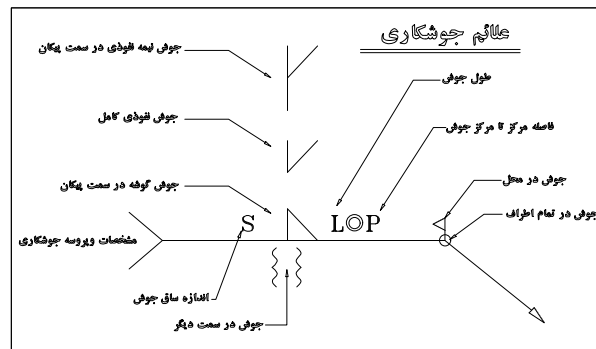 علائم جوشکاری
جوش نیمه نفوذی در سمت پیکان
طول جوش
جوش نفوذی کامل
فاصله مرکز تا مرکز جوش
جوش گوشه در سمت پیکان
جوش در محل
S
L◎P
جوش در تمام اطراف
مشخصات وپروسه جوشکاری
اندازه ساق جوش
جوش در سمت دیگر